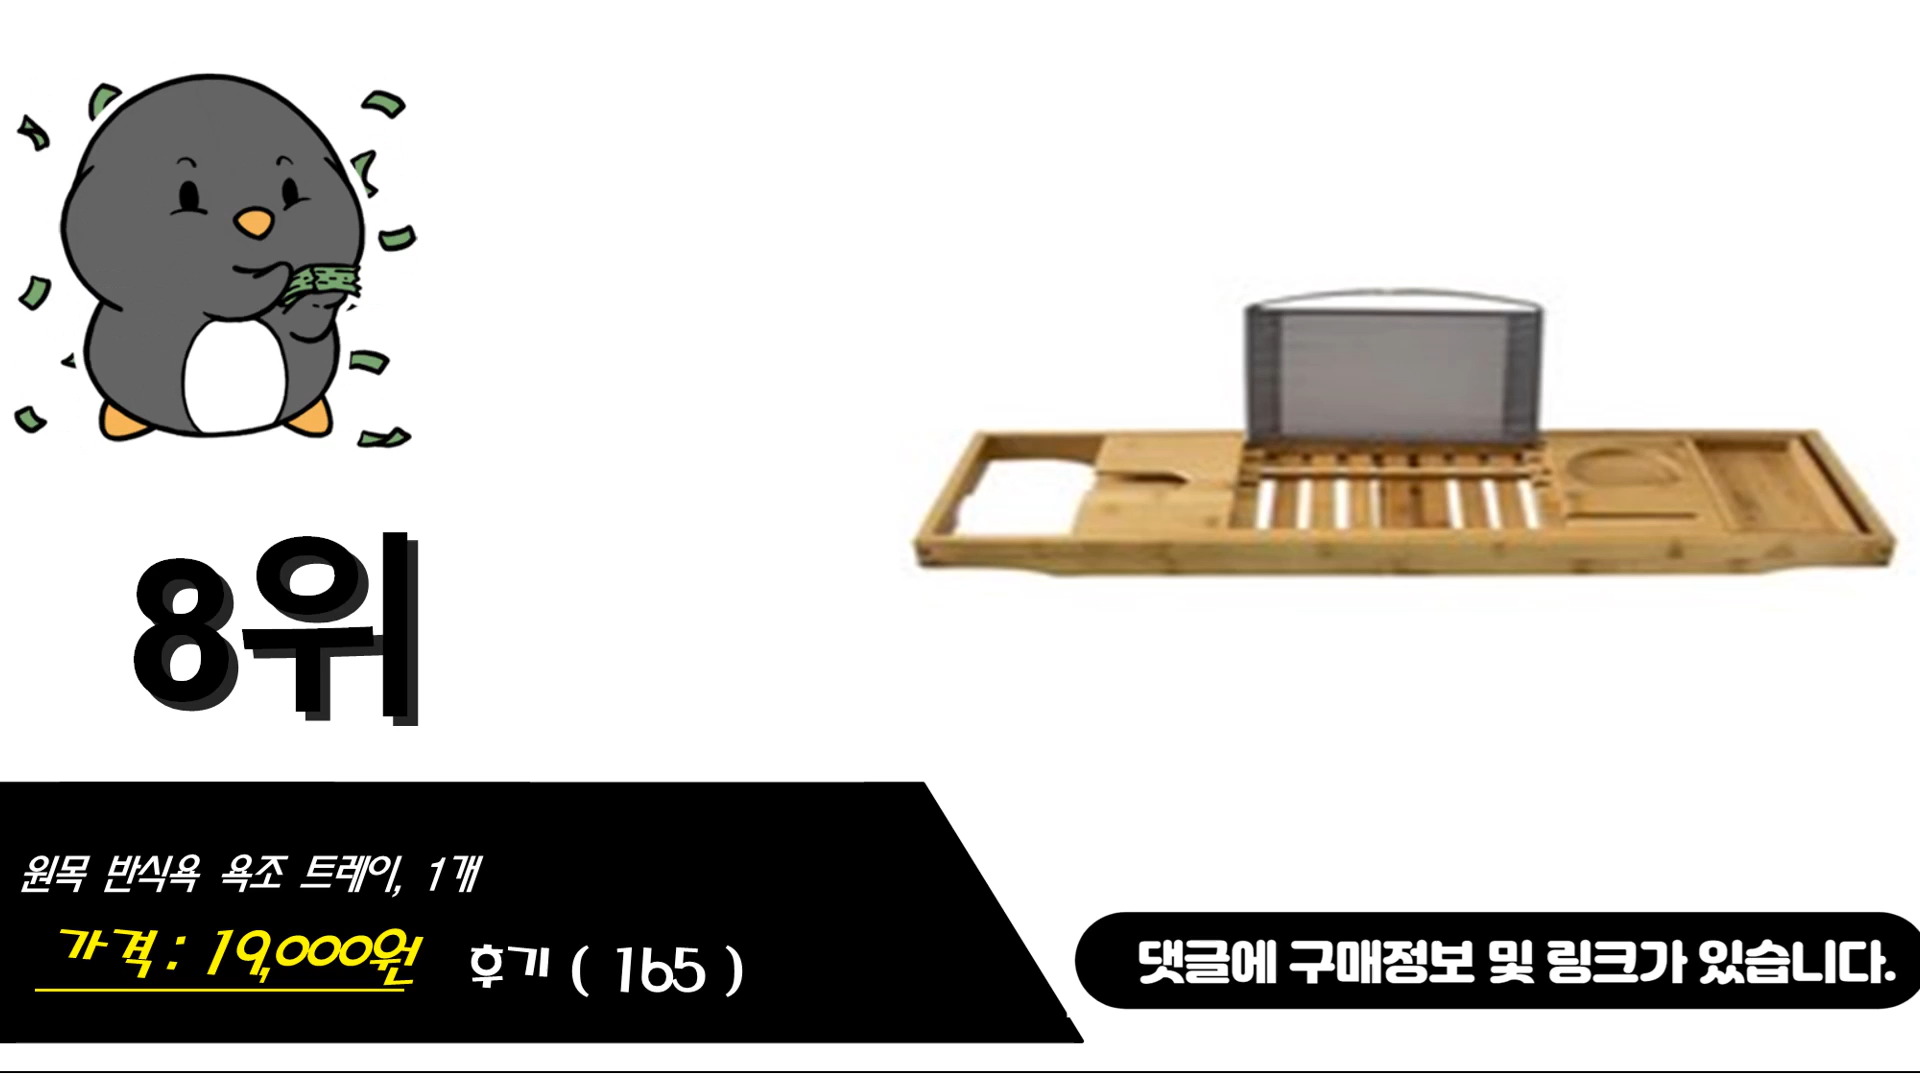 8위
원목 반식욕 욕조 트레이, 1개
가격 : 19,000원
후기 ( 165 )
댓글에 구매정보 및 링크가 있습니다.